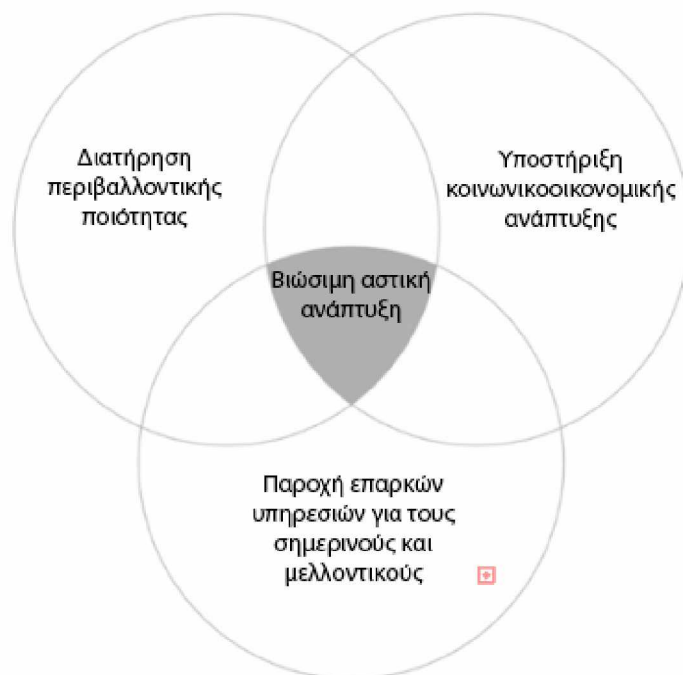 Διατήρηση
περιβαλλοντικής
ποιότητας
Υποστήριξη
κοινωνικοοικονομικής
ανάπτυξης
Βιώσιμη αστική
ανάπτυξη
Παροχή επαρκών
υπηρεσιών για τους
σημερινούς και
μελλοντικούς